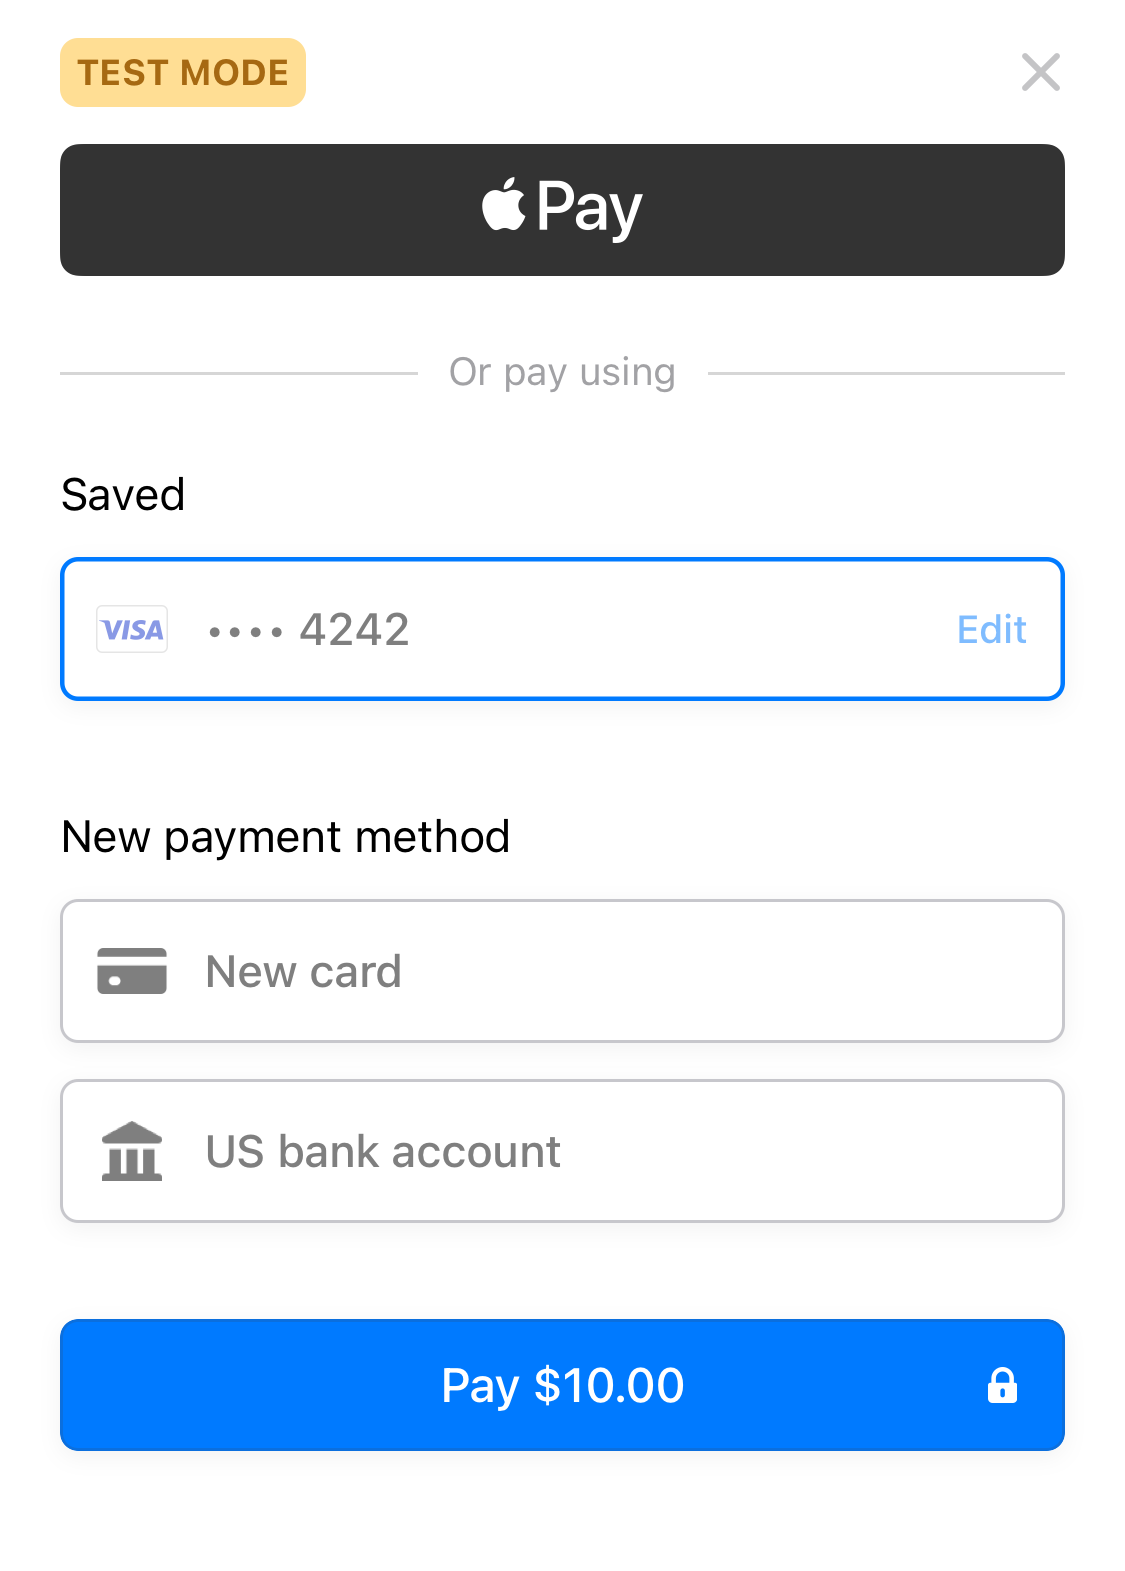 TEST MODE
Pay
Or pay using
Saved
VISA •••• 4242 Edit
New payment method
New card
US bank account
Pay $10.00